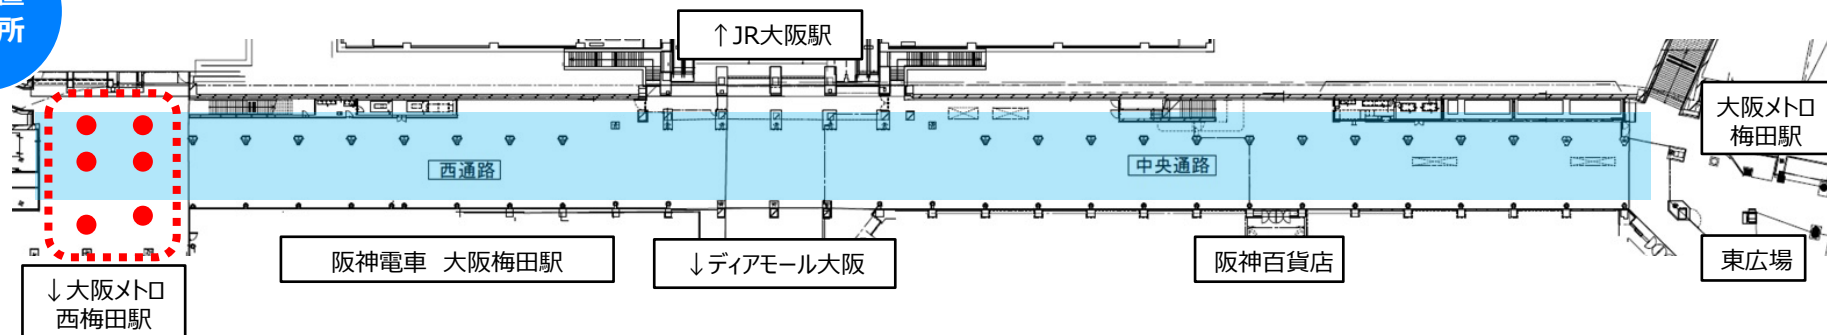 所
↑JR大阪駅
大阪メトロ
梅田駅
西通路
中央通路
阪神電車　大阪梅田駅
↓ディアモール大阪
阪神百貨店
東広場
↓大阪メトロ
西梅田駅